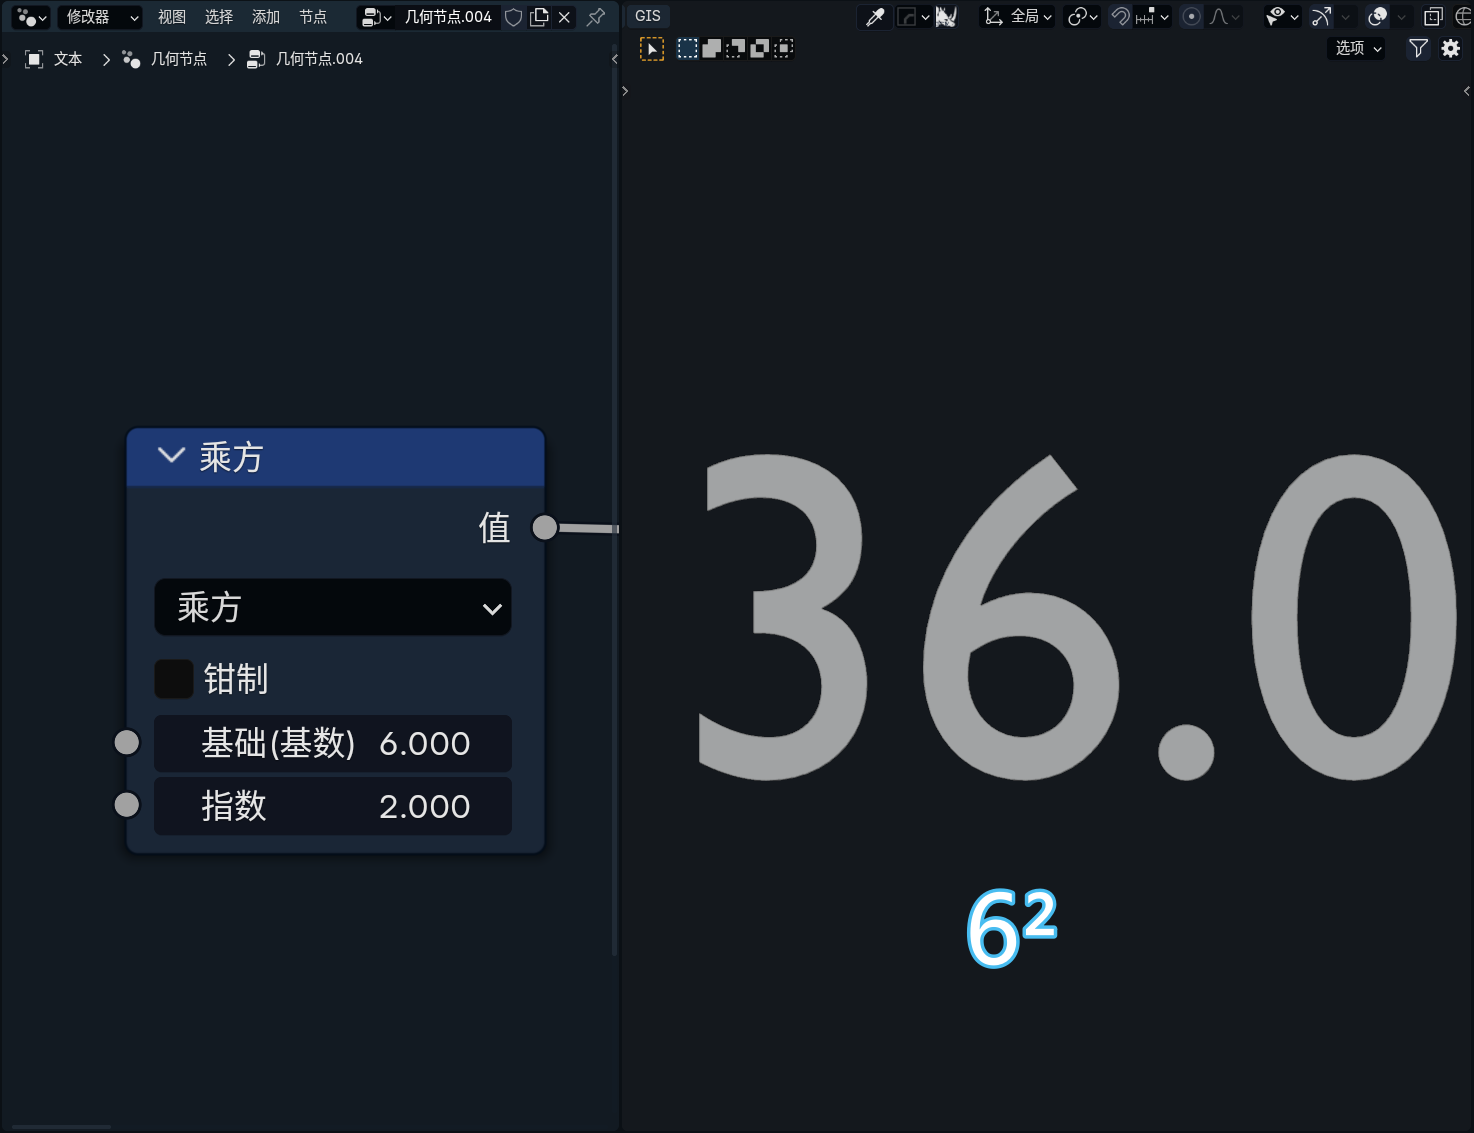 修改器 视图 选择 添加 节点 几何节点.004
文本 几何节点 几何节点.004
乘方
值
乘方
钳制
基础(基数) 6.000
指数 2.000
GIS 全局
选项
36.0
6²